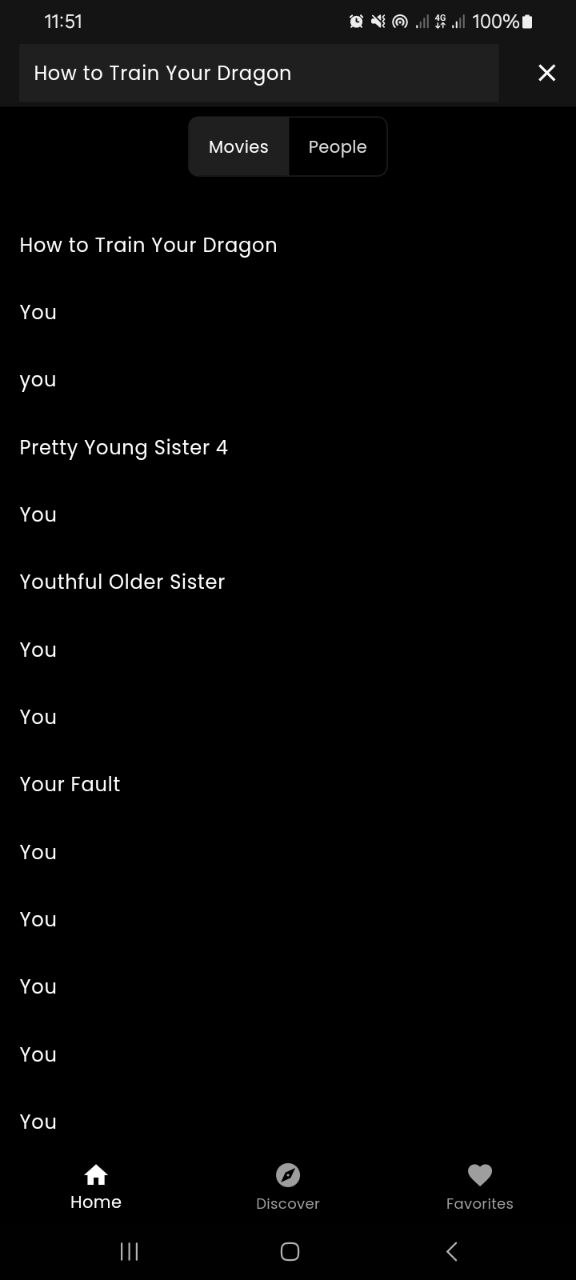 11:51
4G
100%
How to Train Your Dragon
Movies
People
How to Train Your Dragon
You
you
Pretty Young Sister 4
You
Youthful Older Sister
You
You
Your Fault
You
You
You
You
You
Home
Discover
Favorites